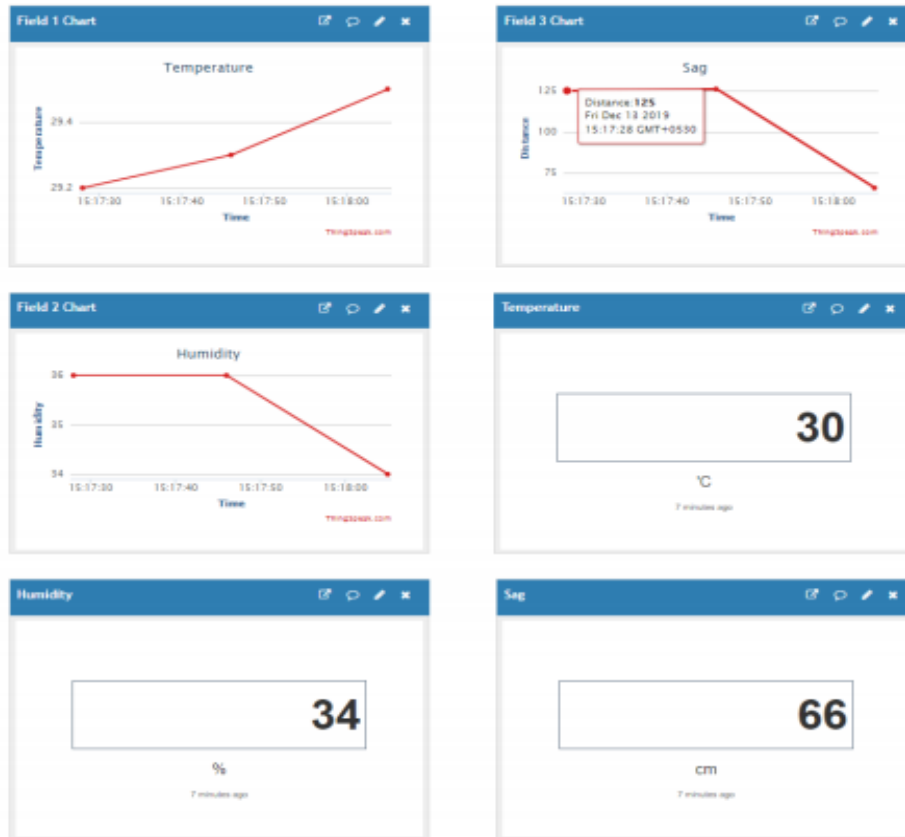 Field 1 Chart
Temperature
Temperature
29.4
29.2
15:17:30 15:17:40 15:17:50 15:18:00
Time
ThingSpeak.com
Field 3 Chart
Sag
Distance
125
100
75
Distance: 125
Fri Dec 13 2019
15:17:28 GMT+0530
15:17:30 15:17:40 15:17:50 15:18:00
Time
ThingSpeak.com
Field 2 Chart
Humidity
Humidity
36
35
34
15:17:30 15:17:40 15:17:50 15:18:00
Time
ThingSpeak.com
Temperature
30
°C
7 minutes ago
Humidity
34
%
7 minutes ago
Sag
66
cm
7 minutes ago